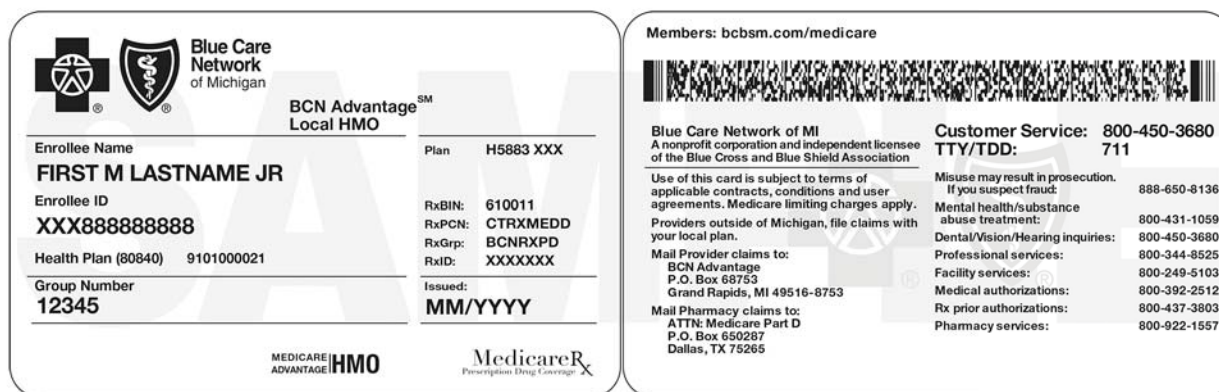 Blue Care
Network
of Michigan
BCN Advantage℠
Local HMO
Enrollee Name
FIRST M LASTNAME JR
Enrollee ID
XXX888888888
Health Plan (80840) 9101000021
Group Number
12345
Plan H5883 XXX
RxBIN: 610011
RxPCN: CTRXMEDD
RxGrp: BCNRXPD
RxID: XXXXXXX
Issued:
MM/YYYY
MEDICARE
ADVANTAGE HMO
MedicareRx
Prescription Drug Coverage
Members: bcbsm.com/medicare
Blue Care Network of MI
A nonprofit corporation and independent licensee
of the Blue Cross and Blue Shield Association
Use of this card is subject to terms of
applicable contracts, conditions and user
agreements. Medicare limiting charges apply.
Providers outside of Michigan, file claims with
your local plan.
Mail Provider claims to:
BCN Advantage
P.O. Box 68753
Grand Rapids, MI 49516-8753
Mail Pharmacy claims to:
ATTN: Medicare Part D
P.O. Box 650287
Dallas, TX 75265
Customer Service: 800-450-3680
TTY/TDD: 711
Misuse may result in prosecution.
If you suspect fraud: 888-650-8136
Mental health/substance
abuse treatment: 800-431-1059
Dental/Vision/Hearing inquiries: 800-450-3680
Professional services: 800-344-8525
Facility services: 800-249-5103
Medical authorizations: 800-392-2512
Rx prior authorizations: 800-437-3803
Pharmacy services: 800-922-1557
SAMPLE